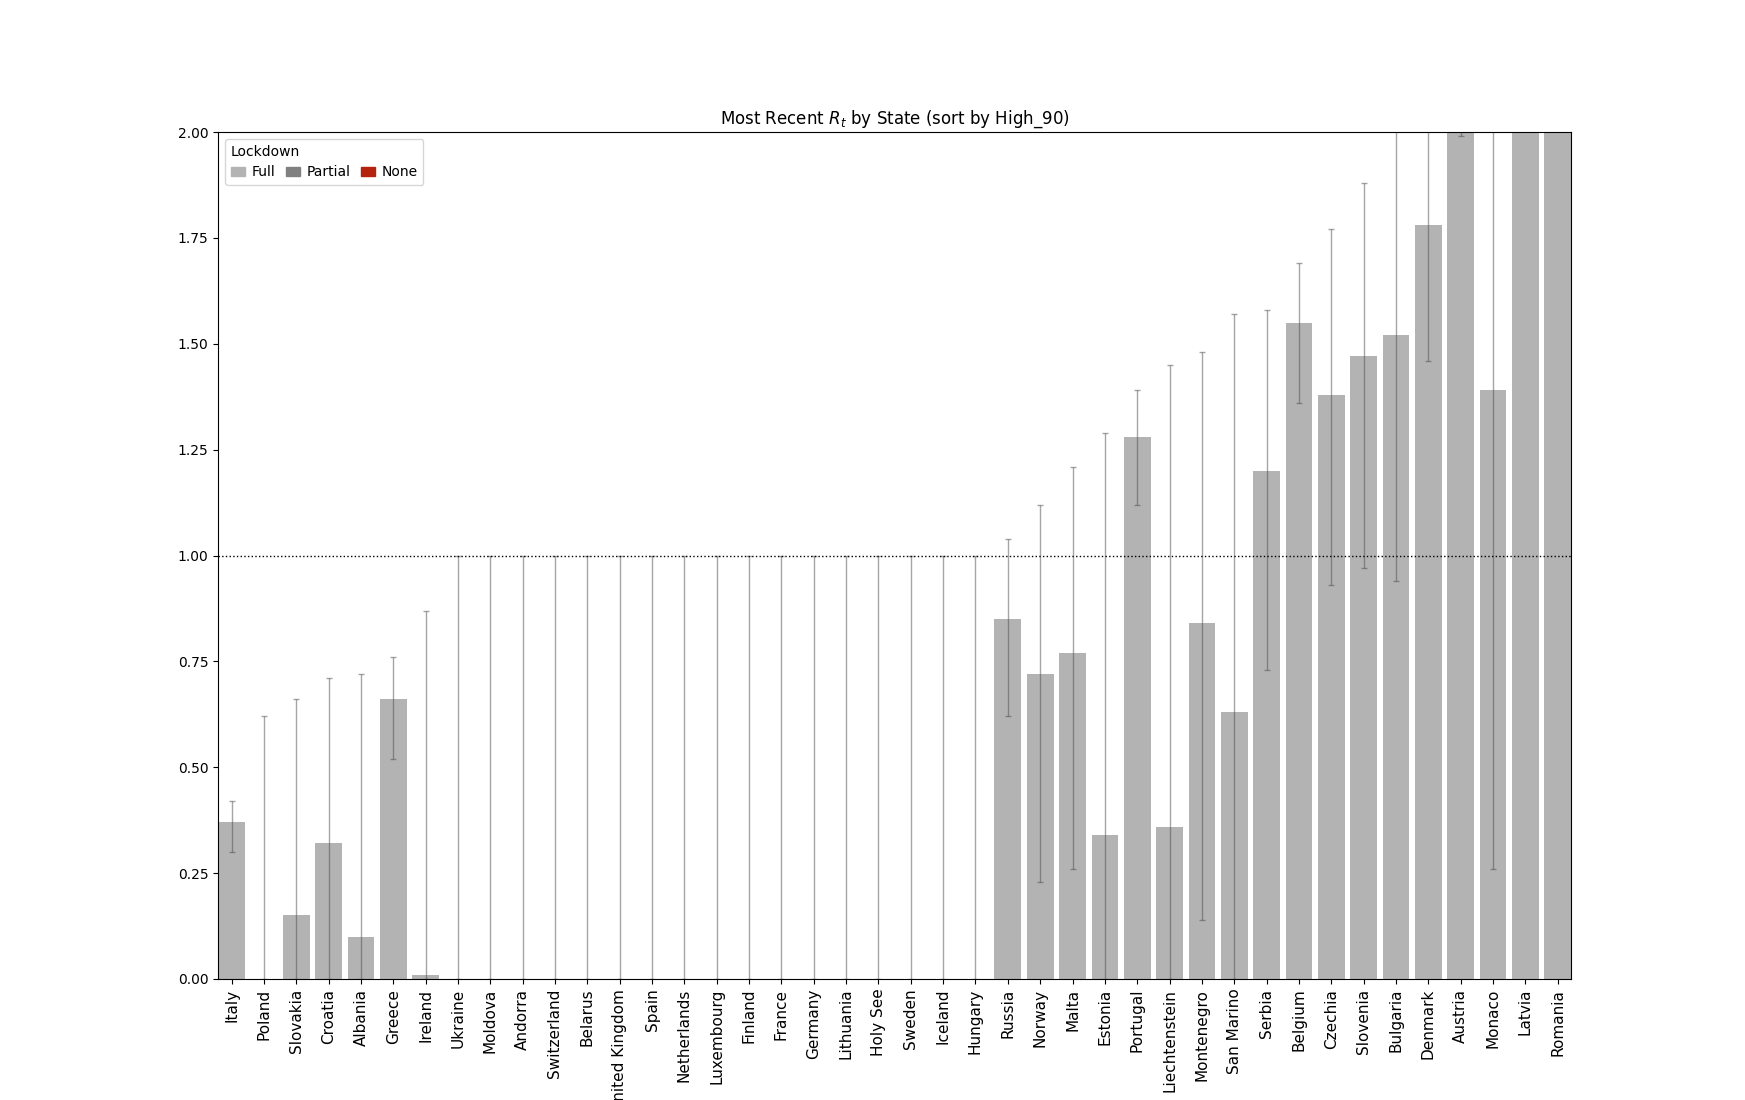 Most Recent R_t by State (sort by High_90)
Lockdown
Full Partial None
2.00
1.75
1.50
1.25
1.00
0.75
0.50
0.25
0.00
Italy
Poland
Slovakia
Croatia
Albania
Greece
Ireland
Ukraine
Moldova
Andorra
Switzerland
Belarus
nited Kingdom
Spain
Netherlands
Luxembourg
Finland
France
Germany
Lithuania
Holy See
Sweden
Iceland
Hungary
Russia
Norway
Malta
Estonia
Portugal
Liechtenstein
Montenegro
San Marino
Serbia
Belgium
Czechia
Slovenia
Bulgaria
Denmark
Austria
Monaco
Latvia
Romania